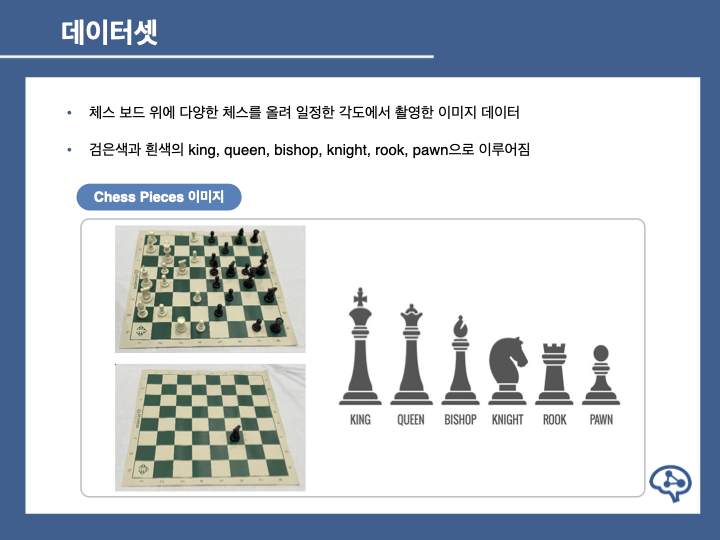 데이터셋
• 체스 보드 위에 다양한 체스를 올려 일정한 각도에서 촬영한 이미지 데이터
• 검은색과 흰색의 king, queen, bishop, knight, rook, pawn으로 이루어짐
Chess Pieces 이미지
KING QUEEN BISHOP KNIGHT ROOK PAWN